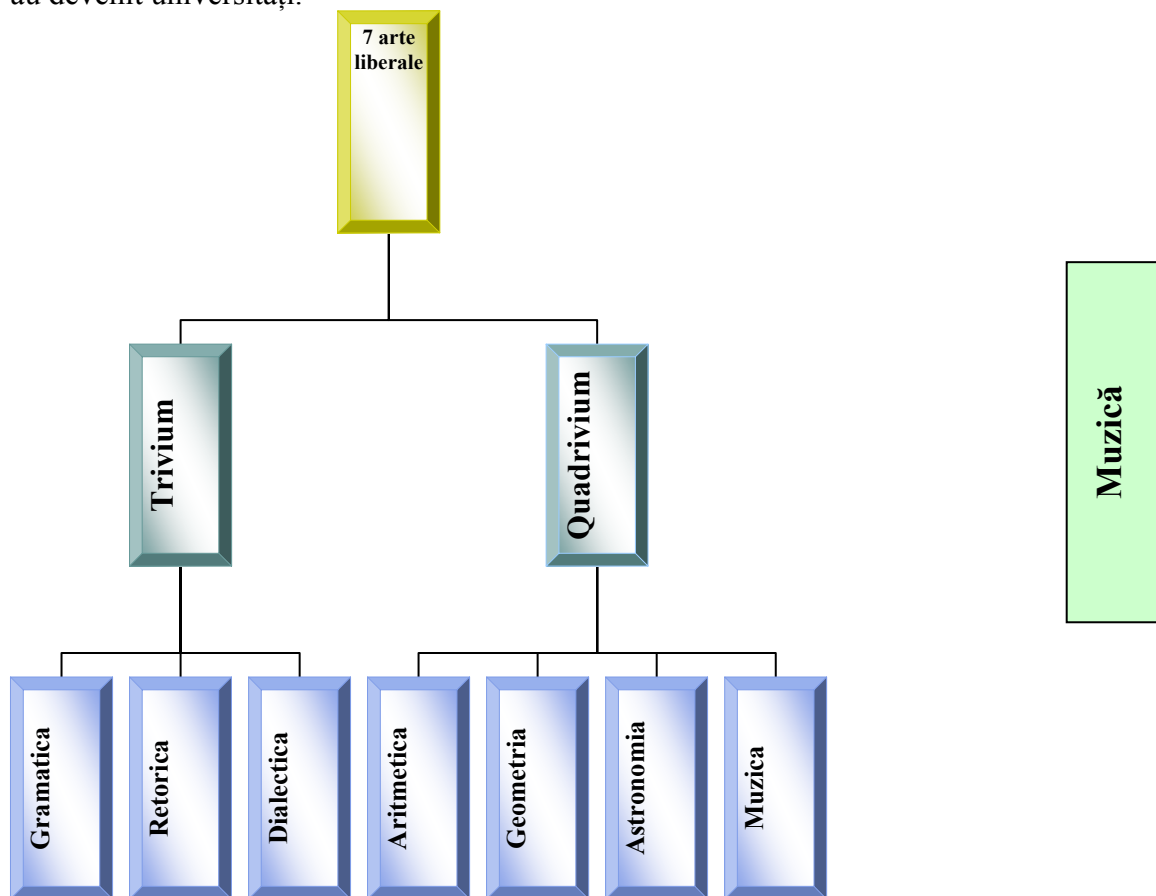 au devenit universități.
7 arte
liberale
Trivium
Quadrivium
Muzică
Gramatica
Retorica
Dialectica
Aritmetica
Geometria
Astronomia
Muzica